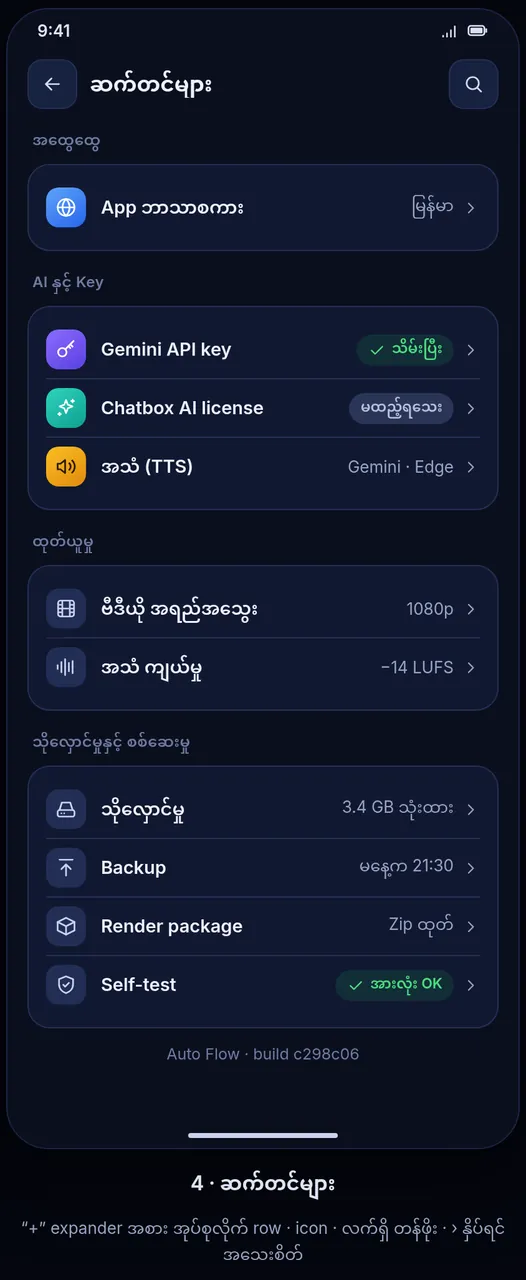 9:41
ဆက်တင်များ
အထွေထွေ
App ဘာသာစကား မြန်မာ
AI နှင့် Key
Gemini API key သိမ်းပြီး
Chatbox AI license မထည့်ရသေး
အသံ (TTS) Gemini · Edge
ထုတ်ယူမှု
ဗီဒီယို အရည်အသွေး 1080p
အသံ ကျယ်မှု −14 LUFS
သိုလှောင်မှုနှင့် စစ်ဆေးမှု
သိုလှောင်မှု 3.4 GB သုံးထား
Backup မနေ့က 21:30
Render package Zip ထုတ်
Self-test အားလုံး OK
Auto Flow · build c298c06
4 · ဆက်တင်များ
“+” expander အစား အုပ်စုလိုက် row · icon · လက်ရှိ တန်ဖိုး · › နှိပ်ရင်
အသေးစိတ်